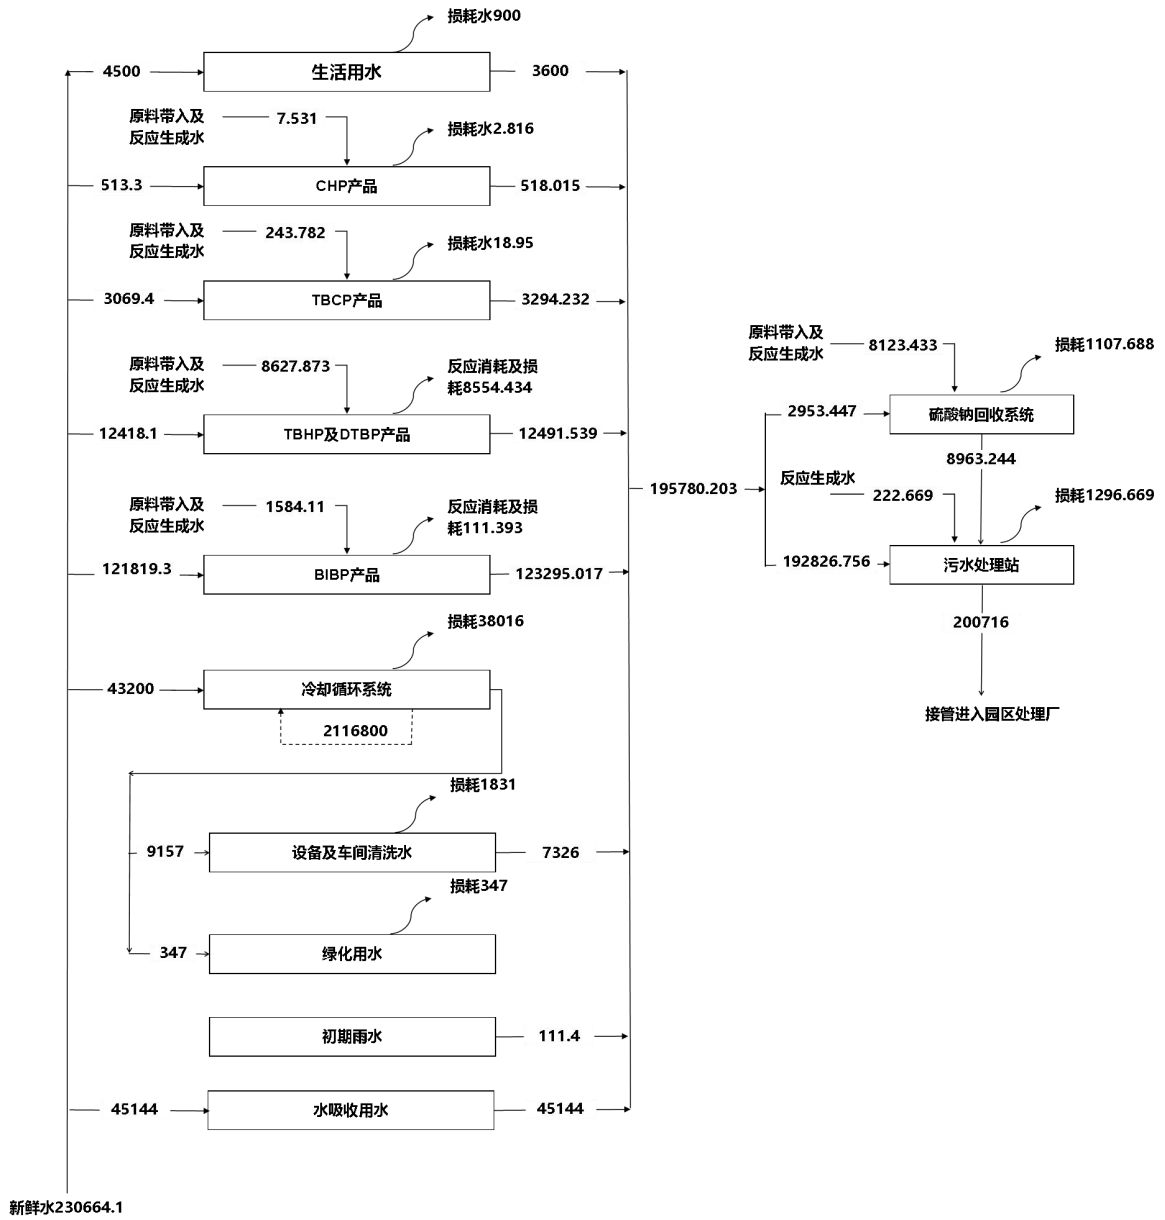 损耗水900
4500
生活用水
3600
原料带入及
反应生成水
7.531
损耗水2.816
513.3
CHP产品
518.015
原料带入及
反应生成水
243.782
损耗水18.95
3069.4
TBCP产品
3294.232
原料带入及
反应生成水
8627.873
反应消耗及损
耗8554.434
12418.1
TBHP及DTBP产品
12491.539
原料带入及
反应生成水
1584.11
反应消耗及损
耗111.393
121819.3
BIBP产品
123295.017
损耗38016
43200
冷却循环系统
2116800
损耗1831
9157
设备及车间清洗水
7326
损耗347
347
绿化用水
初期雨水
111.4
45144
水吸收用水
45144
新鲜水230664.1
195780.203
原料带入及
反应生成水
8123.433
损耗1107.688
2953.447
硫酸钠回收系统
8963.244
反应生成水
222.669
损耗1296.669
192826.756
污水处理站
200716
接管进入园区处理厂